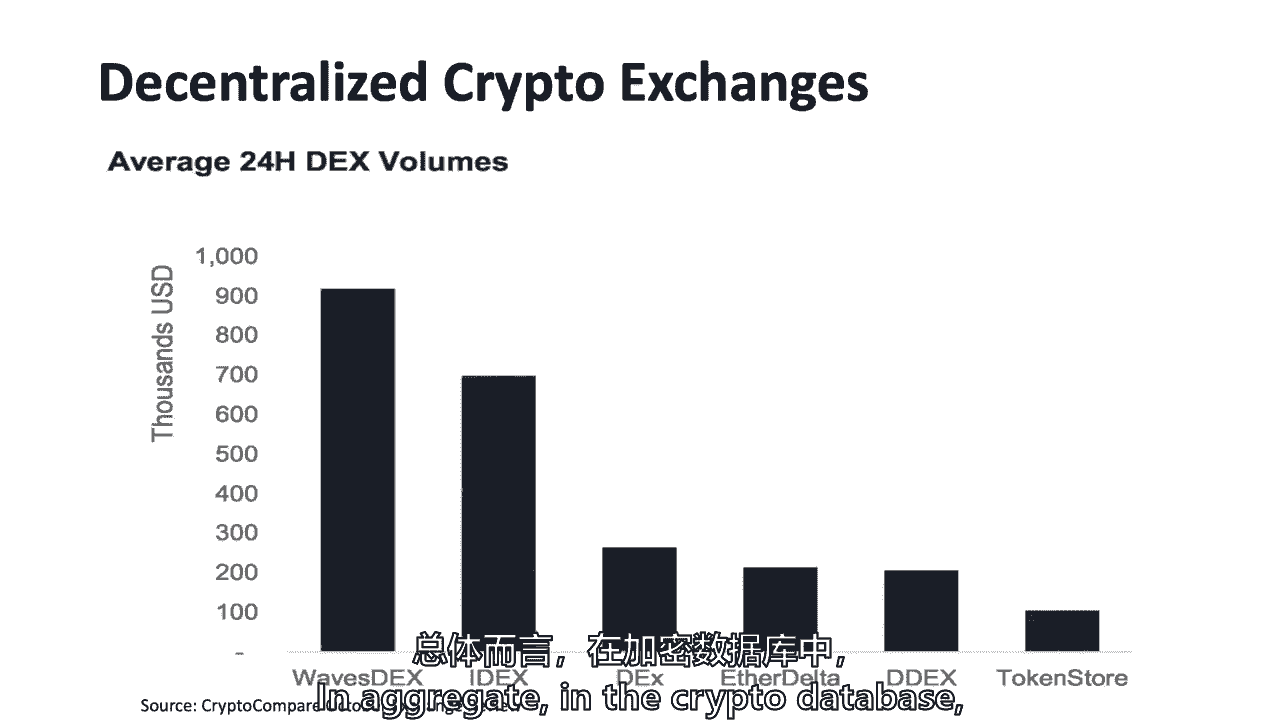 Decentralized Crypto Exchanges
Average 24H DEX Volumes
Thousands USD
1,000
900
800
700
600
500
400
300
200
100
-
WavesDEX IDEX DEx EtherDelta DDEX TokenStore
总体而言，在加密数据库中，
In aggregate, in the crypto database,
Source: CryptoCompare